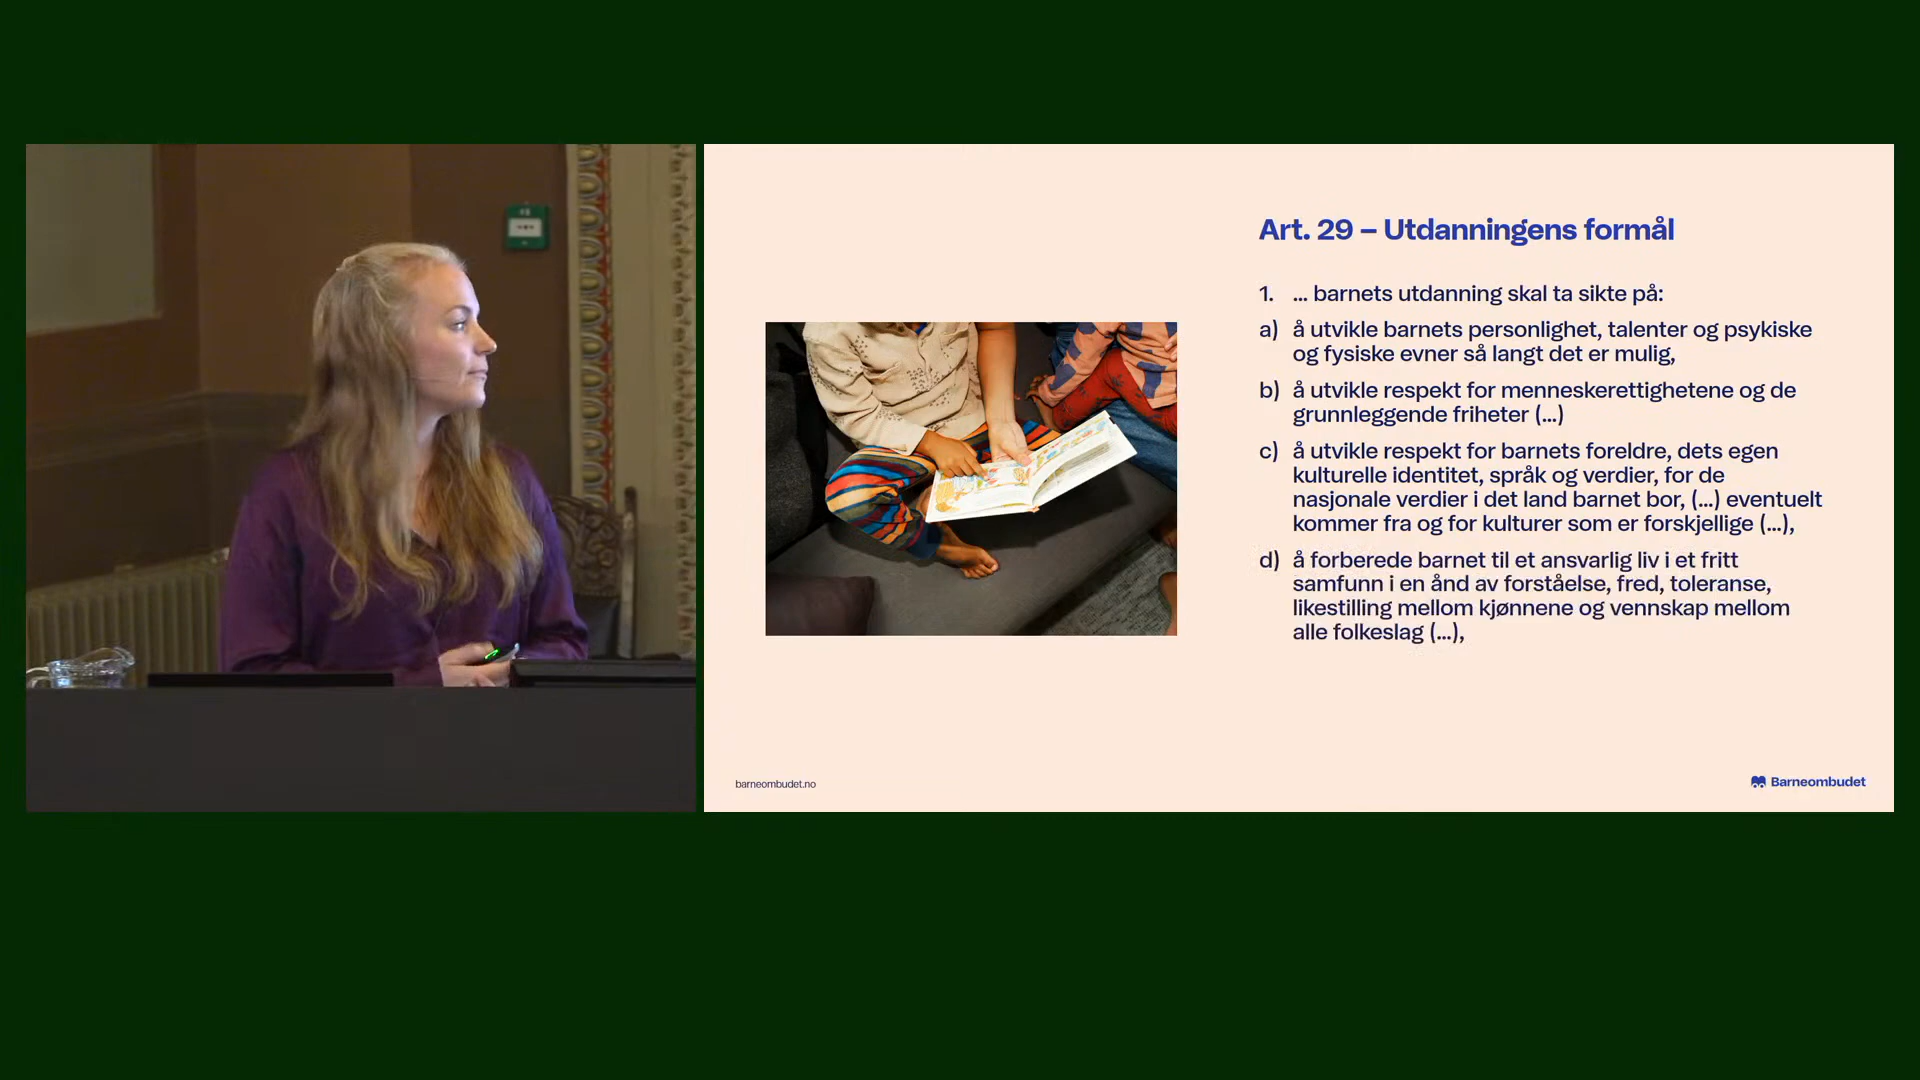 Art. 29 – Utdanningens formål
1. ... barnets utdanning skal ta sikte på:
a) å utvikle barnets personlighet, talenter og psykiske
og fysiske evner så langt det er mulig,
b) å utvikle respekt for menneskerettighetene og de
grunnleggende friheter (...)
c) å utvikle respekt for barnets foreldre, dets egen
kulturelle identitet, språk og verdier, for de
nasjonale verdier i det land barnet bor, (...) eventuelt
kommer fra og for kulturer som er forskjellige (...),
d) å forberede barnet til et ansvarlig liv i et fritt
samfunn i en ånd av forståelse, fred, toleranse,
likestilling mellom kjønnene og vennskap mellom
alle folkeslag (...),
barneombudet.no
Barneombudet